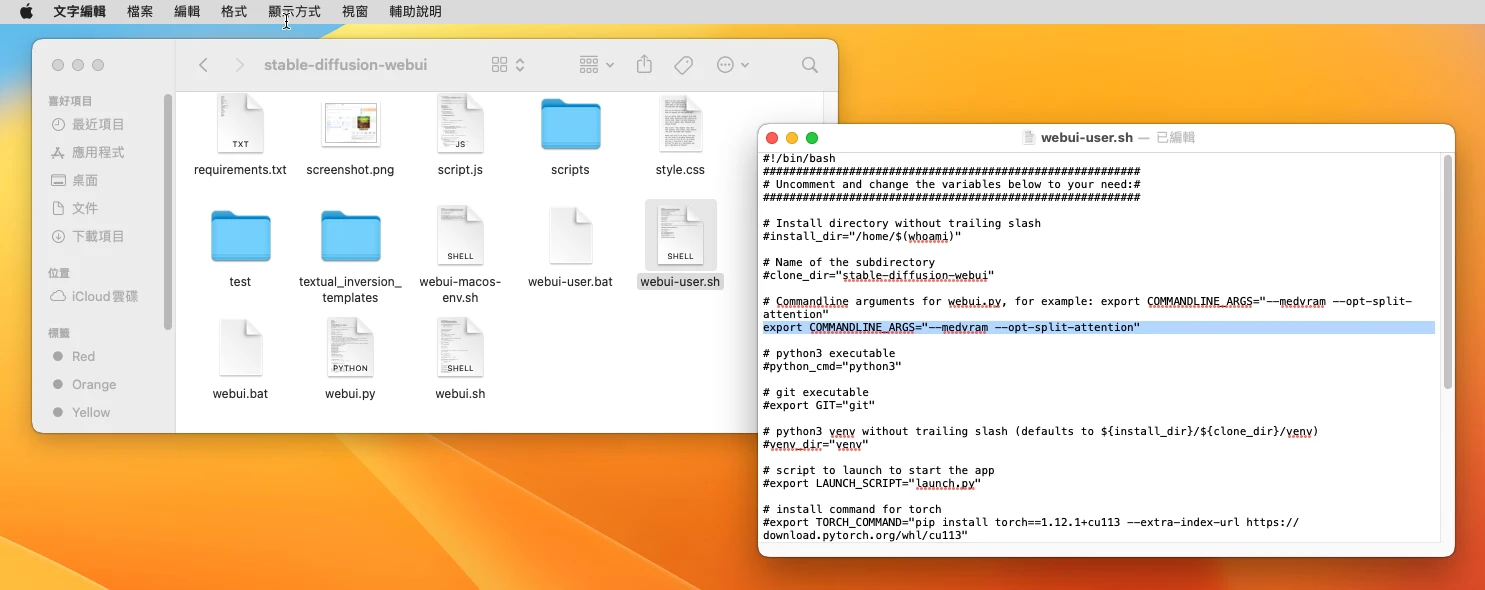 文字編輯 檔案 編輯 格式 顯示方式 視窗 輔助說明
stable-diffusion-webui
喜好項目
最近項目
應用程式
桌面
文件
下載項目
位置
iCloud雲碟
標籤
Red
Orange
Yellow
TXT
JS
requirements.txt screenshot.png script.js scripts style.css
SHELL
SHELL
test textual_inversion_ webui-macos- webui-user.bat webui-user.sh
templates env.sh
PYTHON
SHELL
webui.bat webui.py webui.sh
webui-user.sh — 已編輯
#!/bin/bash
#########################################################
# Uncomment and change the variables below to your need:#
#########################################################
# Install directory without trailing slash
#install_dir="/home/$(whoami)"
# Name of the subdirectory
#clone_dir="stable-diffusion-webui"
# Commandline arguments for webui.py, for example: export COMMANDLINE_ARGS="--medvram --opt-split-
attention"
export COMMANDLINE_ARGS="--medvram --opt-split-attention"
# python3 executable
#python_cmd="python3"
# git executable
#export GIT="git"
# python3 venv without trailing slash (defaults to ${install_dir}/${clone_dir}/venv)
#venv_dir="venv"
# script to launch to start the app
#export LAUNCH_SCRIPT="launch.py"
# install command for torch
#export TORCH_COMMAND="pip install torch==1.12.1+cu113 --extra-index-url https://
download.pytorch.org/whl/cu113"